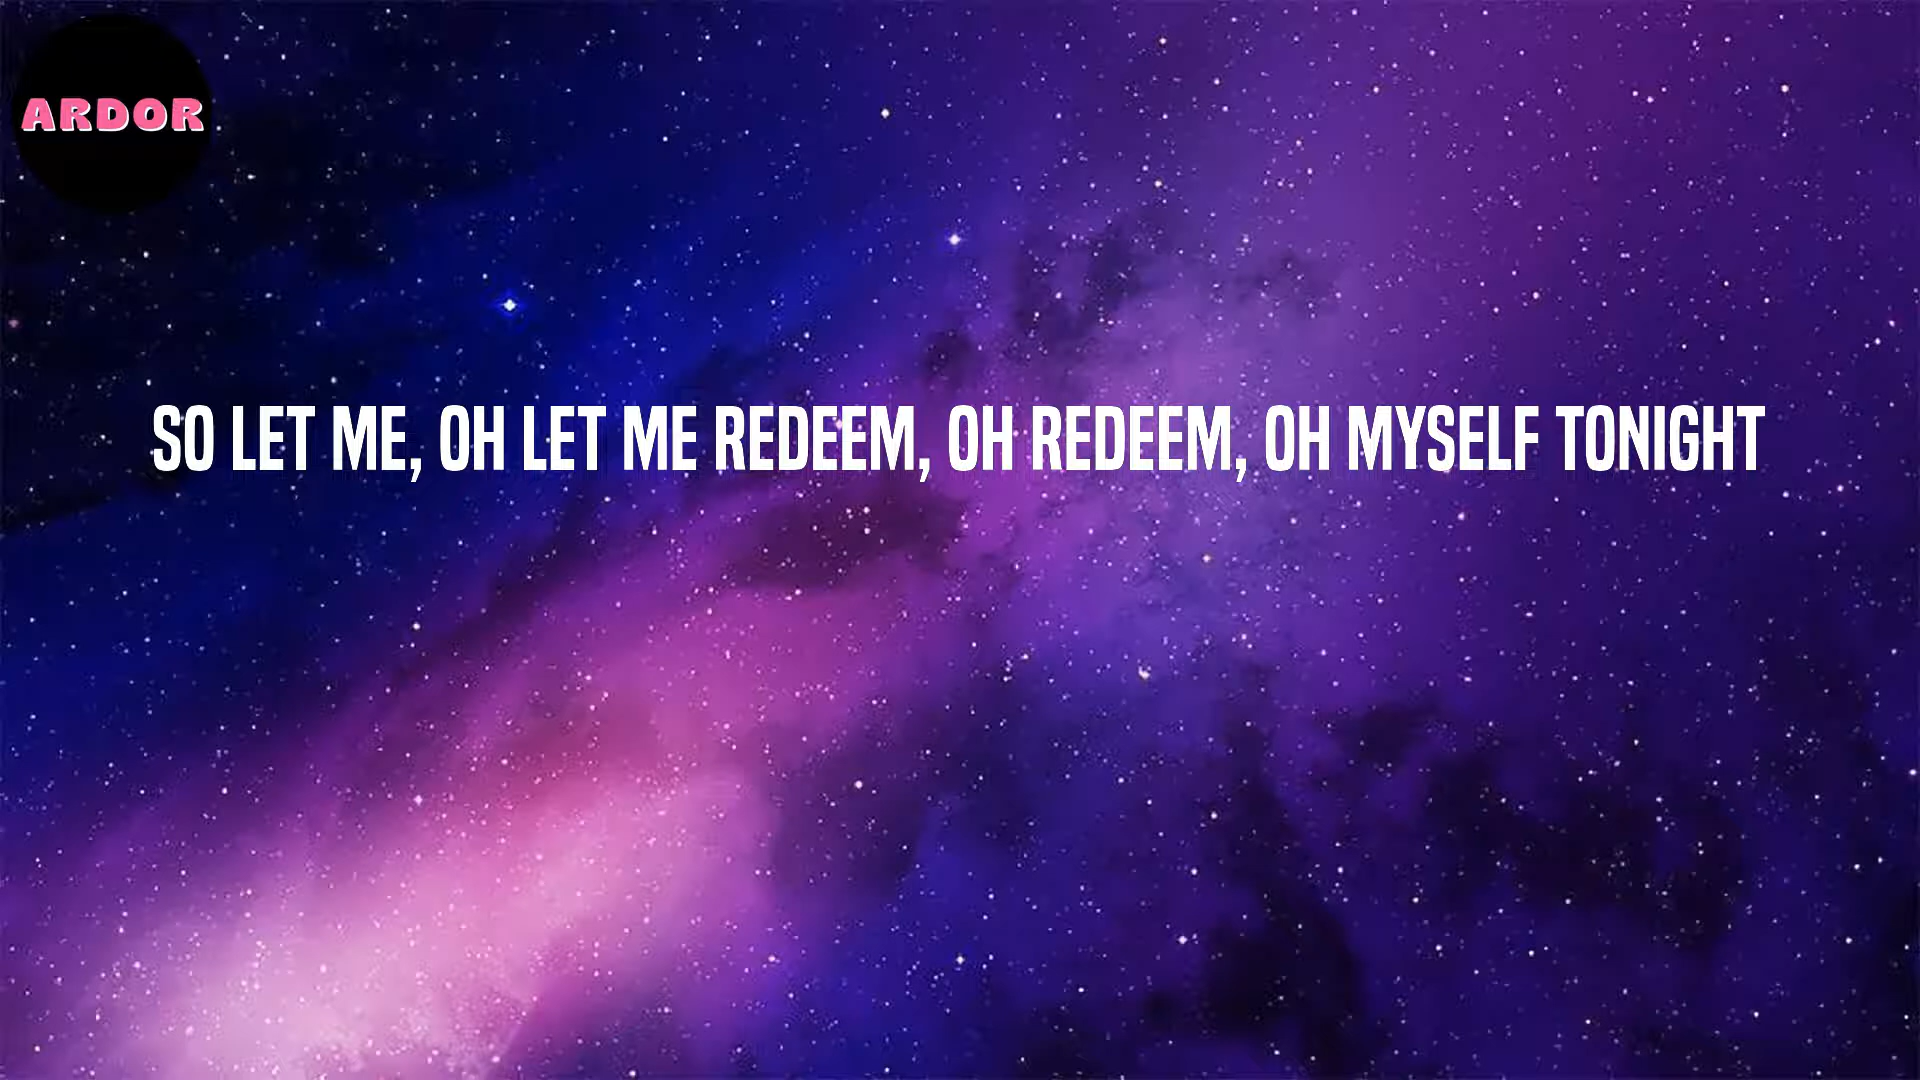 ARDOR
SO LET ME, OH LET ME REDEEM, OH REDEEM, OH MYSELF TONIGHT